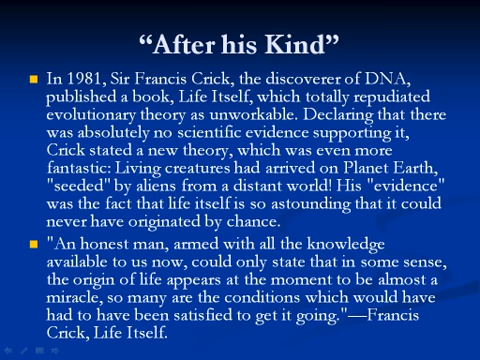 “After his Kind”
In 1981, Sir Francis Crick, the discoverer of DNA,
published a book, Life Itself, which totally repudiated
evolutionary theory as unworkable. Declaring that there
was absolutely no scientific evidence supporting it,
Crick stated a new theory, which was even more
fantastic: Living creatures had arrived on Planet Earth,
"seeded" by aliens from a distant world! His "evidence"
was the fact that life itself is so astounding that it could
never have originated by chance.
"An honest man, armed with all the knowledge
available to us now, could only state that in some sense,
the origin of life appears at the moment to be almost a
miracle, so many are the conditions which would have
had to have been satisfied to get it going."—Francis
Crick, Life Itself.